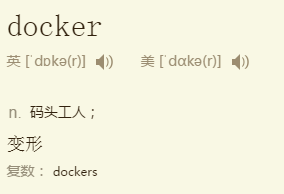 docker
英 [ˈdɒkə(r)] 美 [ˈdɑkə(r)]
n. 码头工人；
变形
复数： dockers